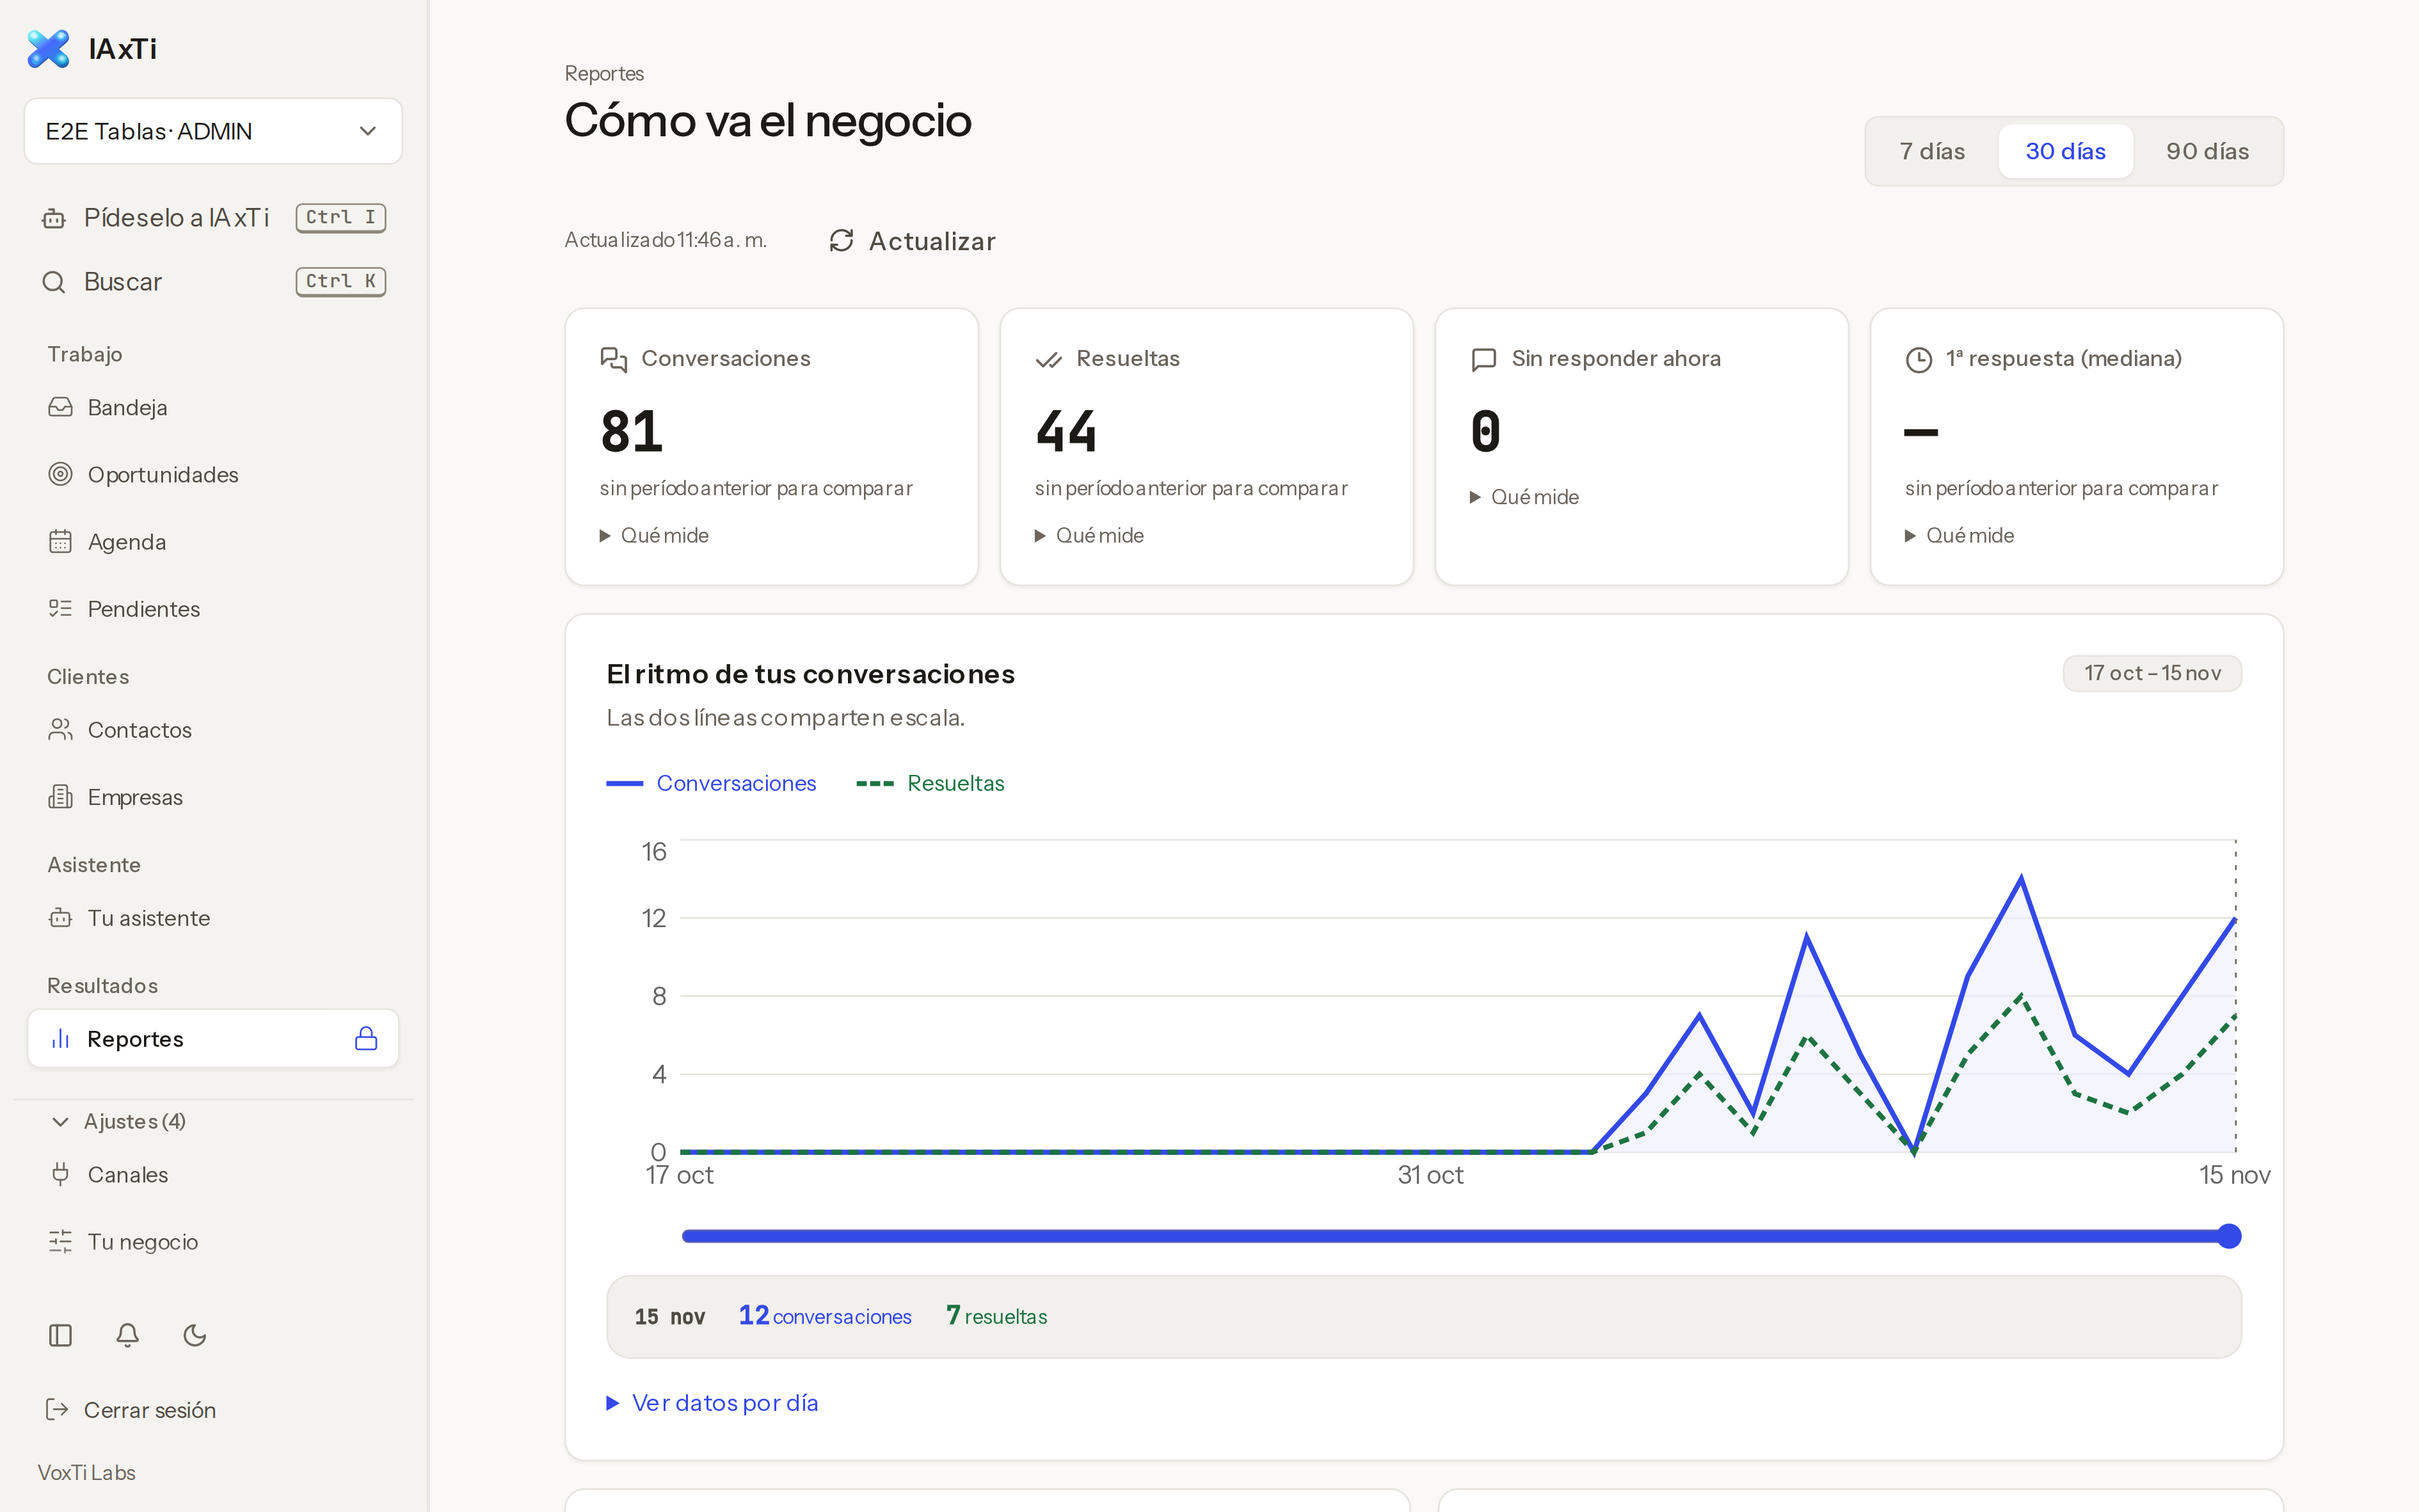 IAxTi
E2E Tablas · ADMIN
Pídeselo a IAxTi Ctrl I
Buscar Ctrl K
Trabajo
Bandeja
Oportunidades
Agenda
Pendientes
Clientes
Contactos
Empresas
Asistente
Tu asistente
Resultados
Reportes
Ajustes (4)
Canales
Tu negocio
Cerrar sesión
VoxTi Labs
Reportes
Cómo va el negocio
7 días 30 días 90 días
Actualizado 11:46 a. m. Actualizar
Conversaciones
81
sin período anterior para comparar
Qué mide
Resueltas
44
sin período anterior para comparar
Qué mide
Sin responder ahora
0
Qué mide
1ª respuesta (mediana)
—
sin período anterior para comparar
Qué mide
El ritmo de tus conversaciones
17 oct – 15 nov
Las dos líneas comparten escala.
Conversaciones Resueltas
16
12
8
4
0
17 oct 31 oct 15 nov
15 nov 12 conversaciones 7 resueltas
Ver datos por día